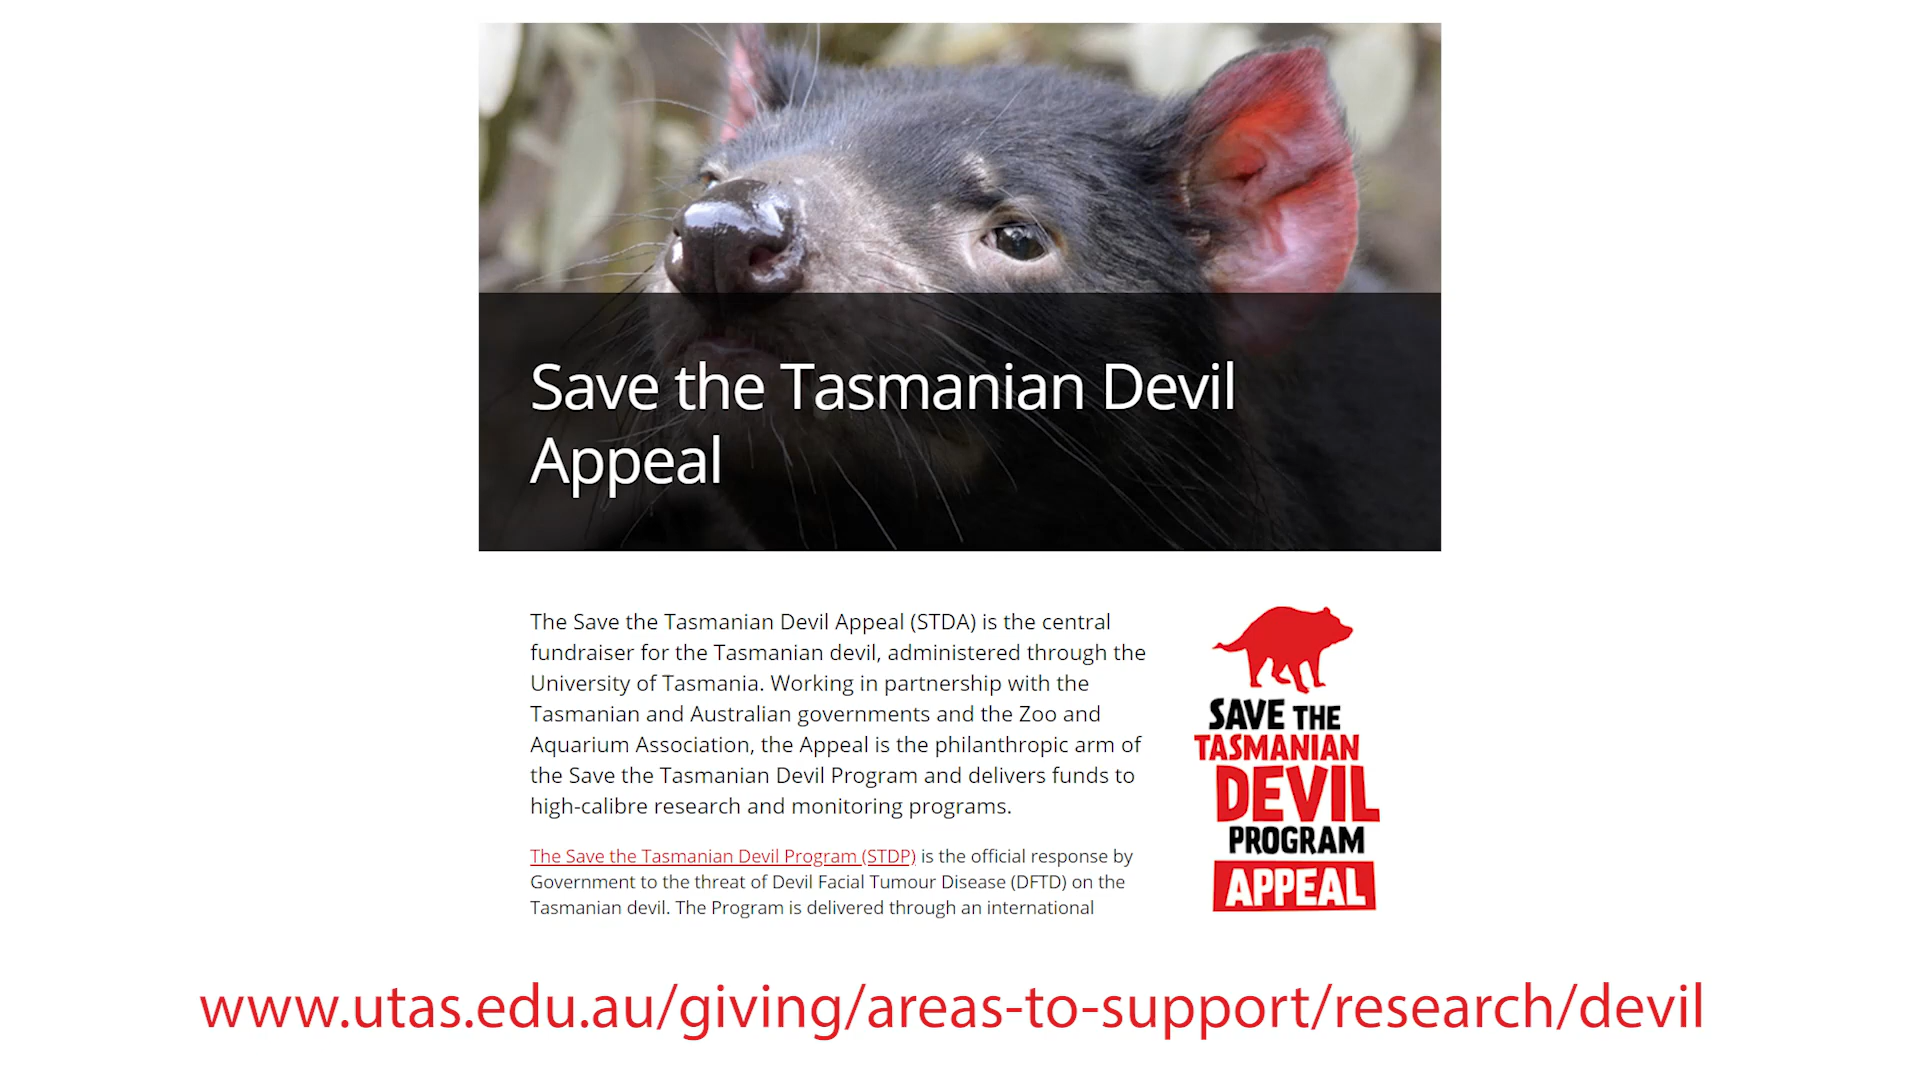 Save the Tasmanian Devil
Appeal
The Save the Tasmanian Devil Appeal (STDA) is the central
fundraiser for the Tasmanian devil, administered through the
University of Tasmania. Working in partnership with the
Tasmanian and Australian governments and the Zoo and
Aquarium Association, the Appeal is the philanthropic arm of
the Save the Tasmanian Devil Program and delivers funds to
high-calibre research and monitoring programs.
The Save the Tasmanian Devil Program (STDP) is the official response by
Government to the threat of Devil Facial Tumour Disease (DFTD) on the
Tasmanian devil. The Program is delivered through an international
SAVE THE
TASMANIAN
DEVIL
PROGRAM
APPEAL
www.utas.edu.au/giving/areas-to-support/research/devil